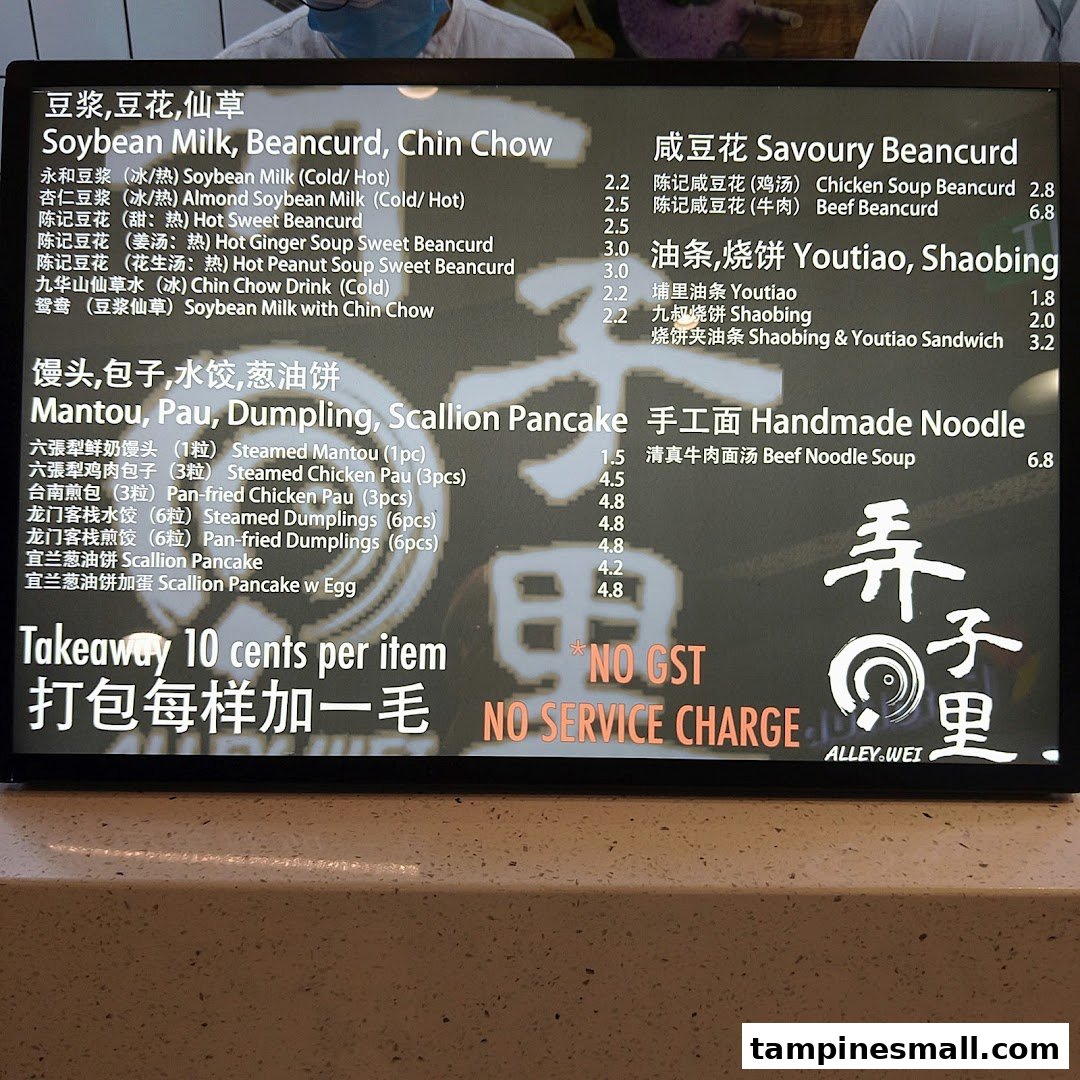 豆浆,豆花,仙草
Soybean Milk, Beancurd, Chin Chow
永和豆浆（冰/热) Soybean Milk (Cold/ Hot) 2.2
杏仁豆浆（冰/热) Almond Soybean Milk (Cold/ Hot) 2.5
陈记豆花（甜：热) Hot Sweet Beancurd 2.5
陈记豆花（姜汤：热) Hot Ginger Soup Sweet Beancurd 3.0
陈记豆花（花生汤：热) Hot Peanut Soup Sweet Beancurd 3.0
九华山仙草水（冰) Chin Chow Drink (Cold) 2.2
鸳鸯（豆浆仙草）Soybean Milk with Chin Chow 2.2
馒头,包子,水饺,葱油饼
Mantou, Pau, Dumpling, Scallion Pancake
六張犁鲜奶馒头（1粒）Steamed Mantou (1pc) 1.5
六張犁鸡肉包子（3粒）Steamed Chicken Pau (3pcs) 4.5
台南煎包（3粒）Pan-fried Chicken Pau (3pcs) 4.8
龙门客栈水饺（6粒）Steamed Dumplings (6pcs) 4.8
龙门客栈煎饺（6粒）Pan-fried Dumplings (6pcs) 4.8
宜兰葱油饼 Scallion Pancake 4.2
宜兰葱油饼加蛋 Scallion Pancake w Egg 4.8
Takeaway 10 cents per item
打包每样加一毛
咸豆花 Savoury Beancurd
陈记咸豆花 (鸡汤） Chicken Soup Beancurd 2.8
陈记咸豆花 (牛肉） Beef Beancurd 6.8
油条,烧饼 Youtiao, Shaobing
埔里油条 Youtiao 1.8
九叔烧饼 Shaobing 2.0
烧饼夹油条 Shaobing & Youtiao Sandwich 3.2
手工面 Handmade Noodle
清真牛肉面汤 Beef Noodle Soup 6.8
*NO GST
NO SERVICE CHARGE
弄子里
ALLEY WEI
tampinesmall.com